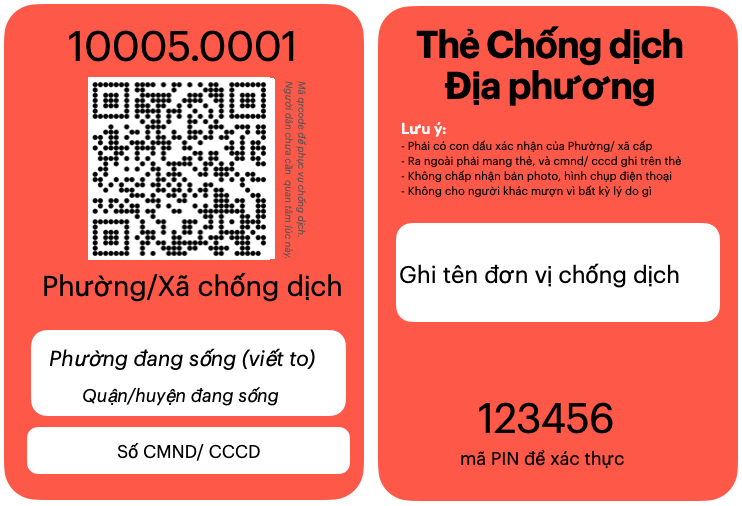 10005.0001
Mã qrcode để phục vụ chống dịch.
Người dân chưa cần quan tâm lúc này.
Phường/Xã chống dịch
Phường đang sống (viết to)
Quận/huyện đang sống
Số CMND/ CCCD
Thẻ Chống dịch
Địa phương
Lưu ý:
- Phải có con dấu xác nhận của Phường/ xã cấp
- Ra ngoài phải mang thẻ, và cmnd/ cccd ghi trên thẻ
- Không chấp nhận bản photo, hình chụp điện thoại
- Không cho người khác mượn vì bất kỳ lý do gì
Ghi tên đơn vị chống dịch
123456
mã PIN để xác thực